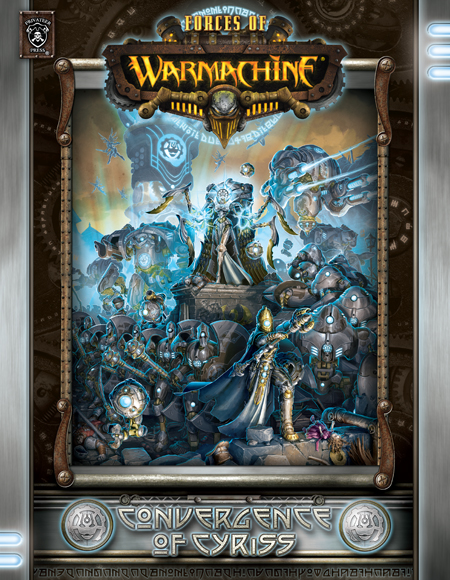 PRIVATEER
PRESS
FORCES OF
WARMACHINE
CONVERGENCE
OF CYRISS